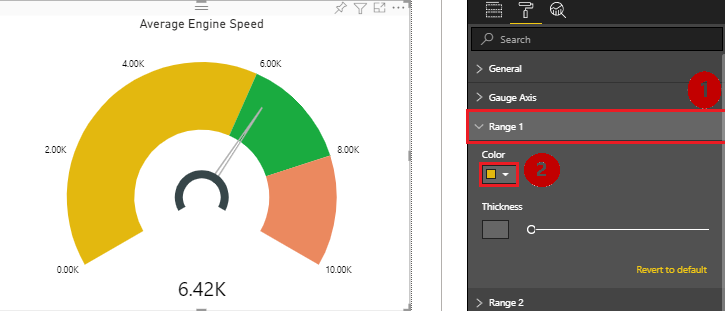 Average Engine Speed
4.00K
6.00K
2.00K
8.00K
0.00K
10.00K
6.42K
Search
General
Gauge Axis
1
Range 1
Color
2
Thickness
Revert to default
Range 2